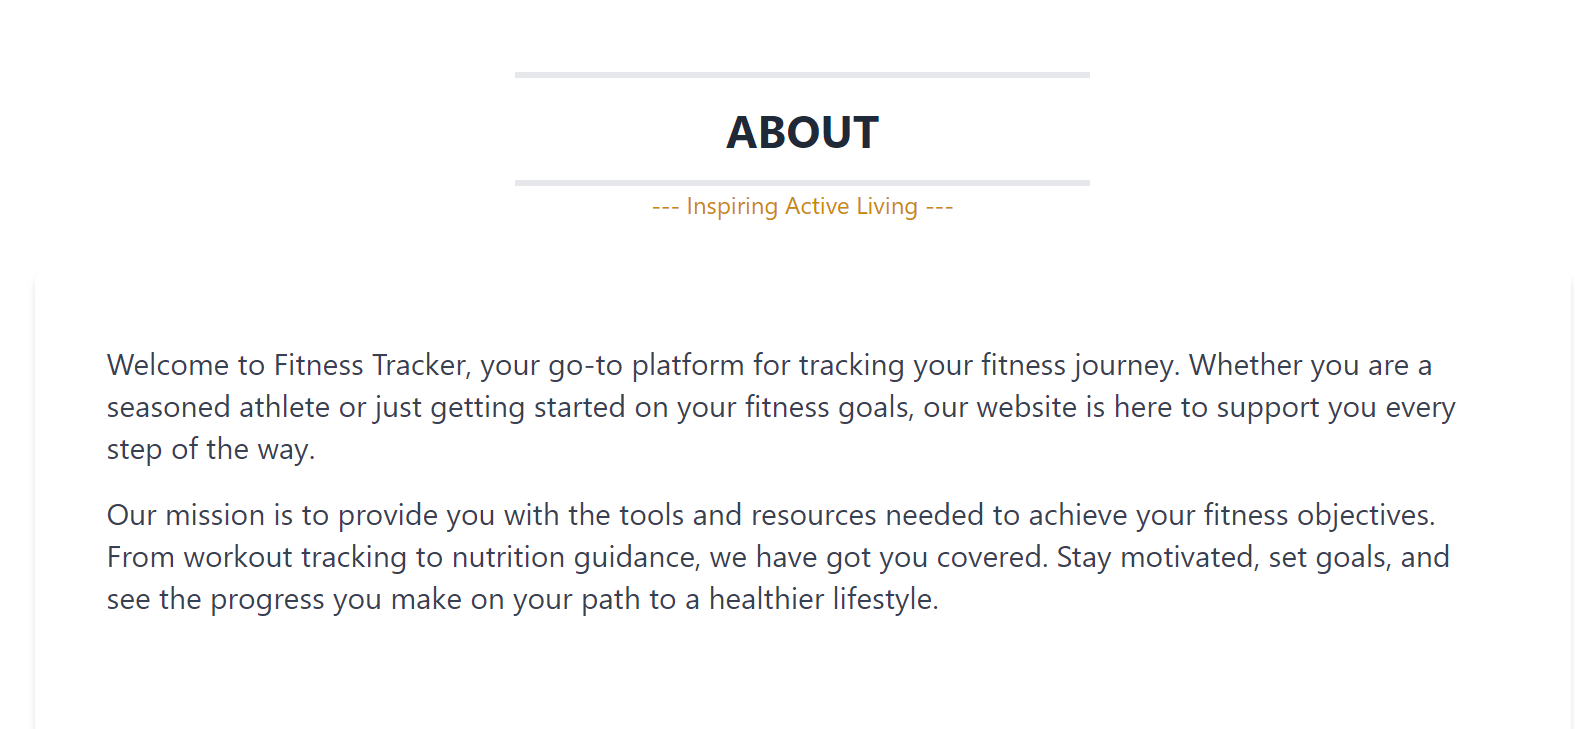 ABOUT
--- Inspiring Active Living ---
Welcome to Fitness Tracker, your go-to platform for tracking your fitness journey. Whether you are a
seasoned athlete or just getting started on your fitness goals, our website is here to support you every
step of the way.
Our mission is to provide you with the tools and resources needed to achieve your fitness objectives.
From workout tracking to nutrition guidance, we have got you covered. Stay motivated, set goals, and
see the progress you make on your path to a healthier lifestyle.